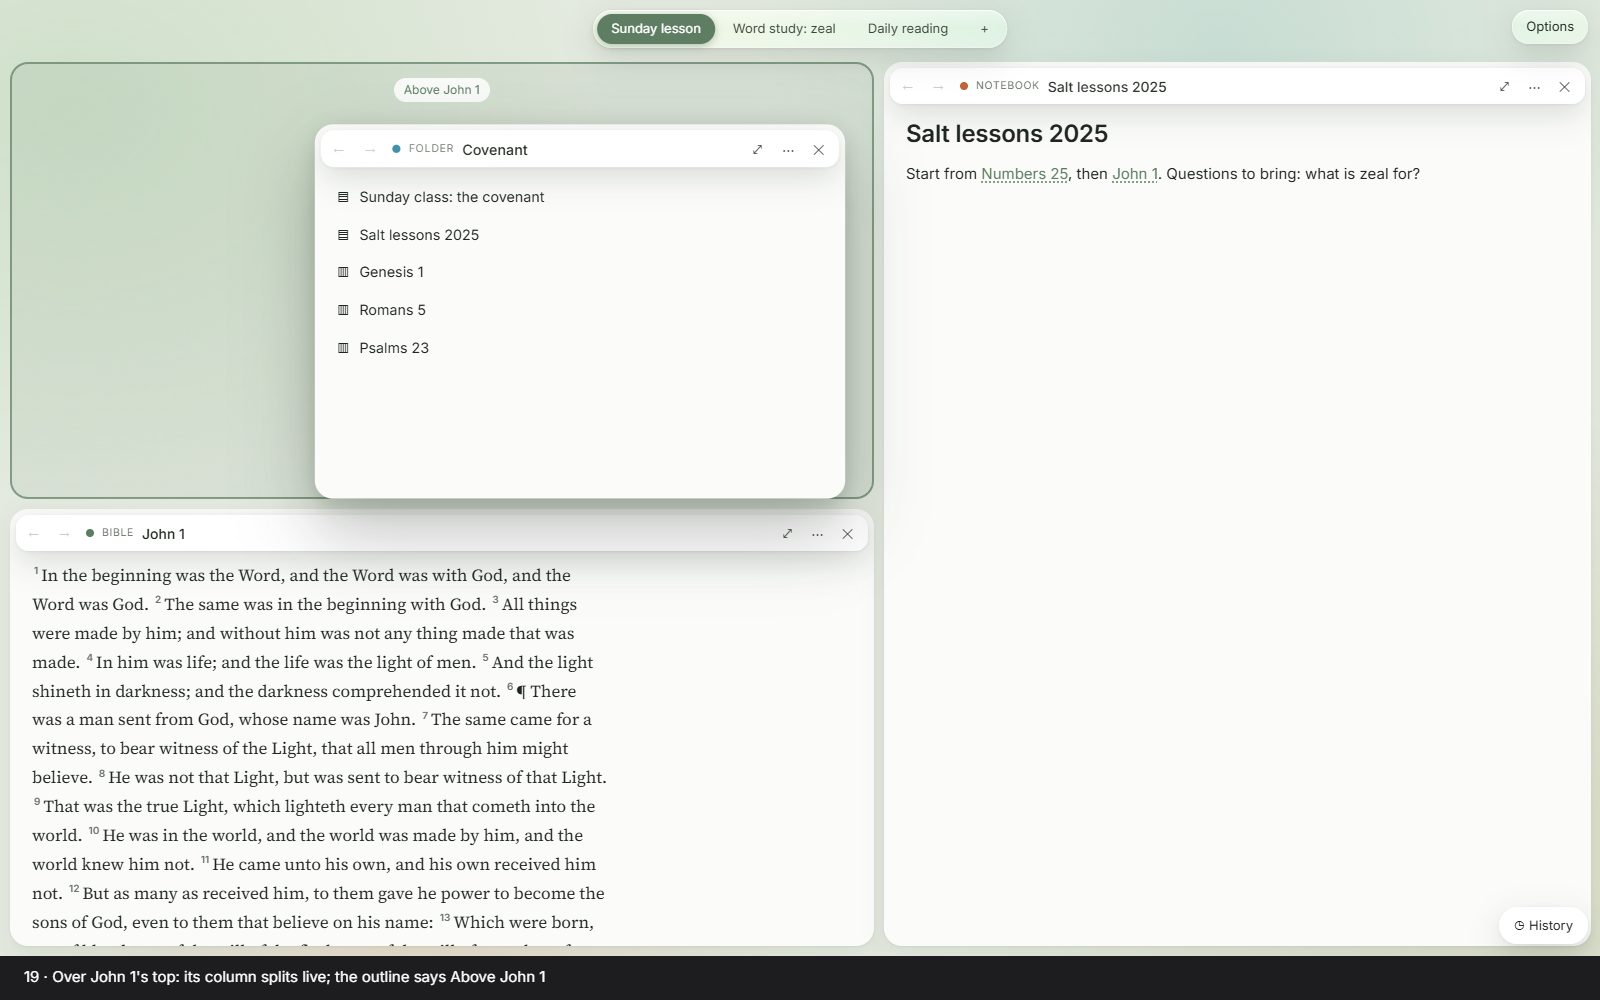 Sunday lesson Word study: zeal Daily reading +
Options
Above John 1
← → FOLDER Covenant ⤢ ··· ×
Sunday class: the covenant
Salt lessons 2025
Genesis 1
Romans 5
Psalms 23
← → BIBLE John 1 ⤢ ··· ×
1 In the beginning was the Word, and the Word was with God, and the
Word was God. 2 The same was in the beginning with God. 3 All things
were made by him; and without him was not any thing made that was
made. 4 In him was life; and the life was the light of men. 5 And the light
shineth in darkness; and the darkness comprehended it not. 6 ¶ There
was a man sent from God, whose name was John. 7 The same came for a
witness, to bear witness of the Light, that all men through him might
believe. 8 He was not that Light, but was sent to bear witness of that Light.
9 That was the true Light, which lighteth every man that cometh into the
world. 10 He was in the world, and the world was made by him, and the
world knew him not. 11 He came unto his own, and his own received him
not. 12 But as many as received him, to them gave he power to become the
sons of God, even to them that believe on his name: 13 Which were born,
← → NOTEBOOK Salt lessons 2025 ⤢ ··· ×
Salt lessons 2025
Start from Numbers 25, then John 1. Questions to bring: what is zeal for?
History
19 · Over John 1's top: its column splits live; the outline says Above John 1